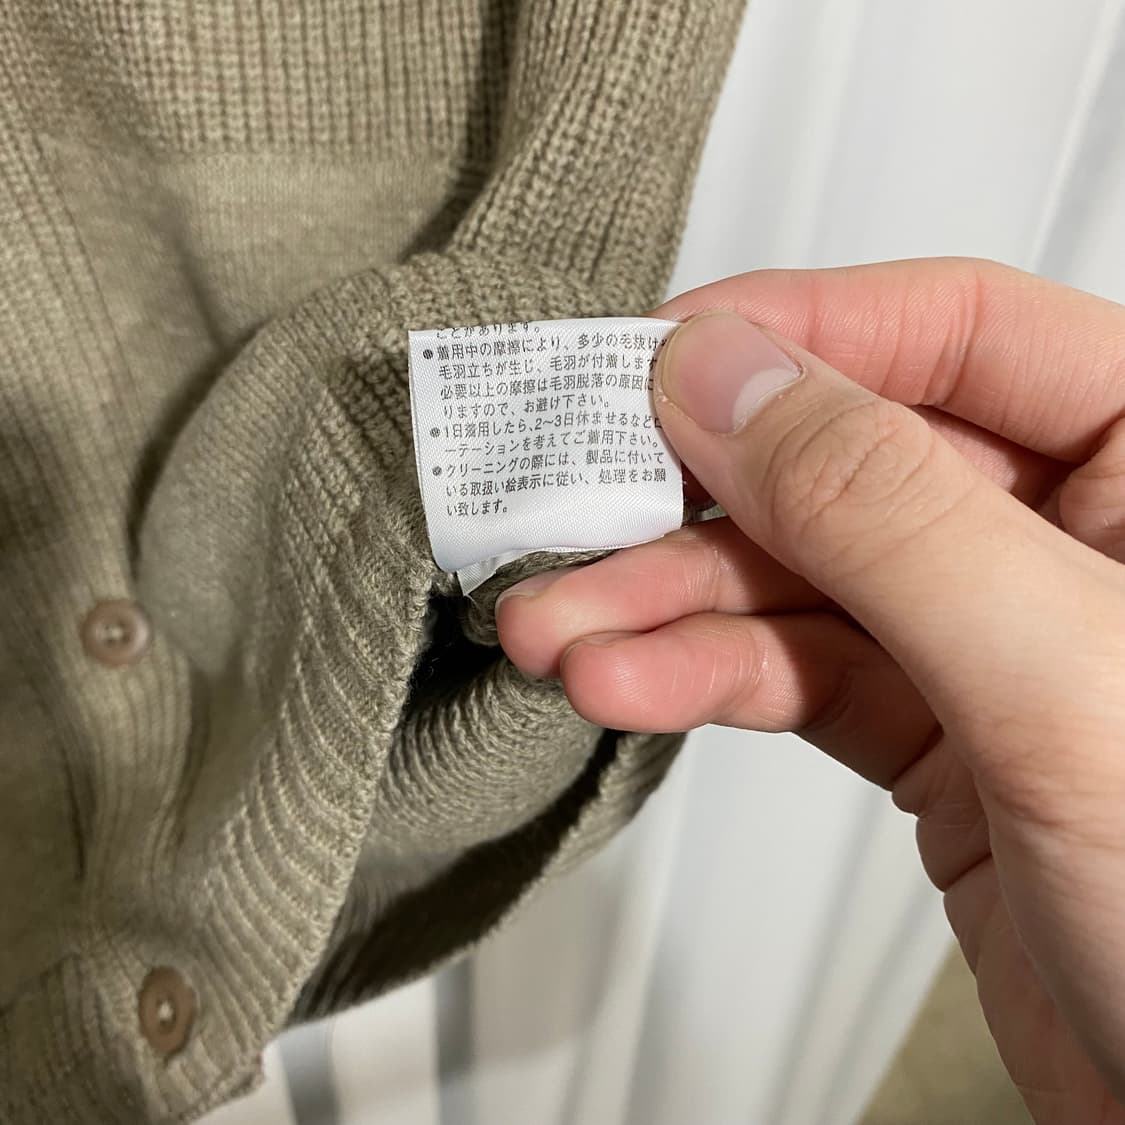 ことがあります。
●着用中の摩擦により、多少の毛抜け
毛羽立ちが生じ、毛羽が付着します
必要以上の摩擦は毛羽脱落の原因に
りますので、お避け下さい。
●1日着用したら、2〜3日休ませるなど
ーテーションを考えてご着用下さい。
●クリーニングの際には、製品に付いて
いる取扱い絵表示に従い、処理をお願
い致します。